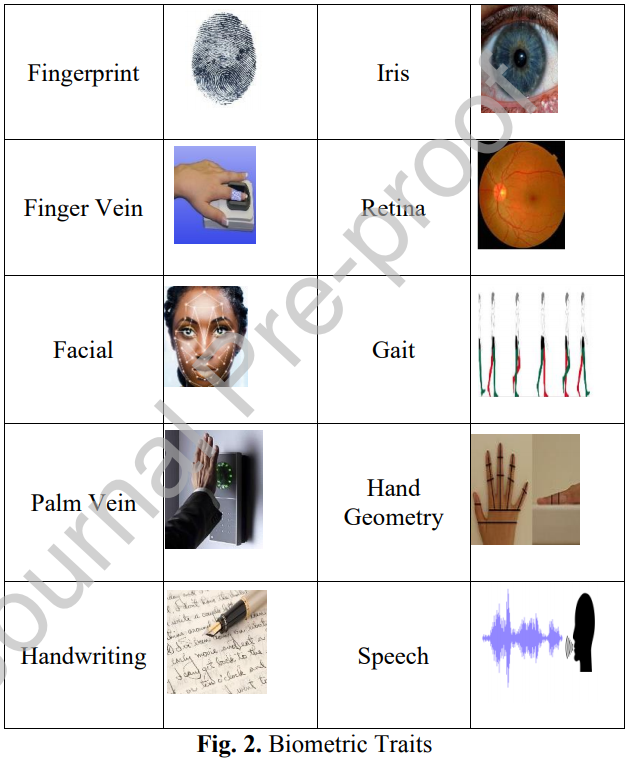 Fingerprint
Iris
Finger Vein
Retina
Facial
Gait
Palm Vein
Hand
Geometry
Handwriting
Speech
Fig. 2. Biometric Traits
Journal Pre-proof